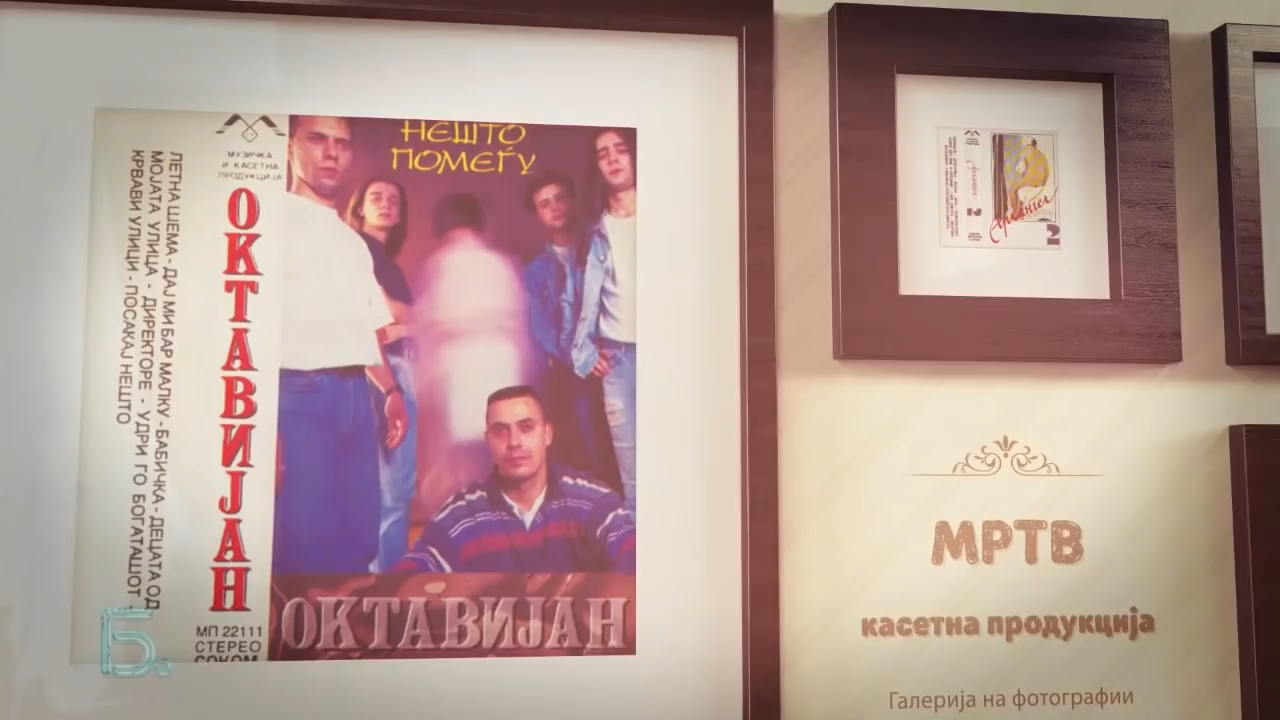 ЛЕТНА ШЕМА - ДАЈ МИ БАР МАЛКУ - БАБИЧКА - ДЕЦАТА ОД
МОЈАТА УЛИЦА - ДИРЕКТОРЕ - УДРИ ГО БОГАТАШОТ -
КРВАВИ УЛИЦИ - ПОСАКАЈ НЕШТО
МУЗИЧКА
И КАСЕТНА
ПРОДУКЦИЈА
ОКТАВИЈАН
МП 22111
СТЕРЕО
СОКОМ
НЕШТО
ПОМЕЃУ
ОКТАВИЈАН
Б.
2
МРТВ
касетна продукција
Галерија на фотографии